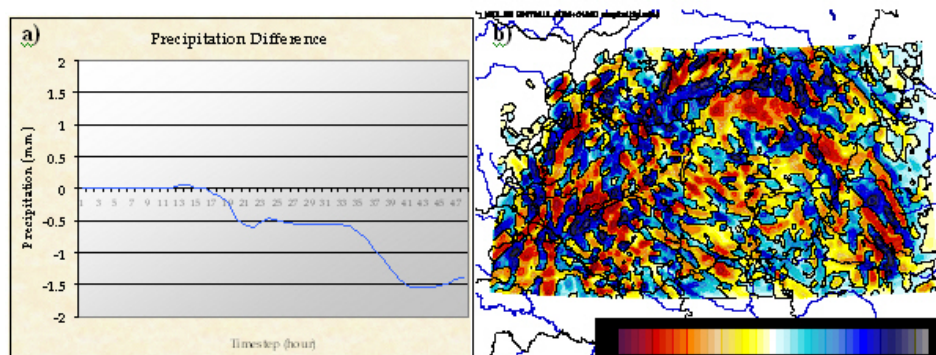 a)
Precipitation Difference
2
1.5
1
0.5
0
-0.5
-1
-1.5
-2
Precipitation (mm)
1 3 5 7 9 11 13 15 17 19 21 23 25 27 29 31 33 35 37 39 41 43 45 47
Timestep (hour)
b)